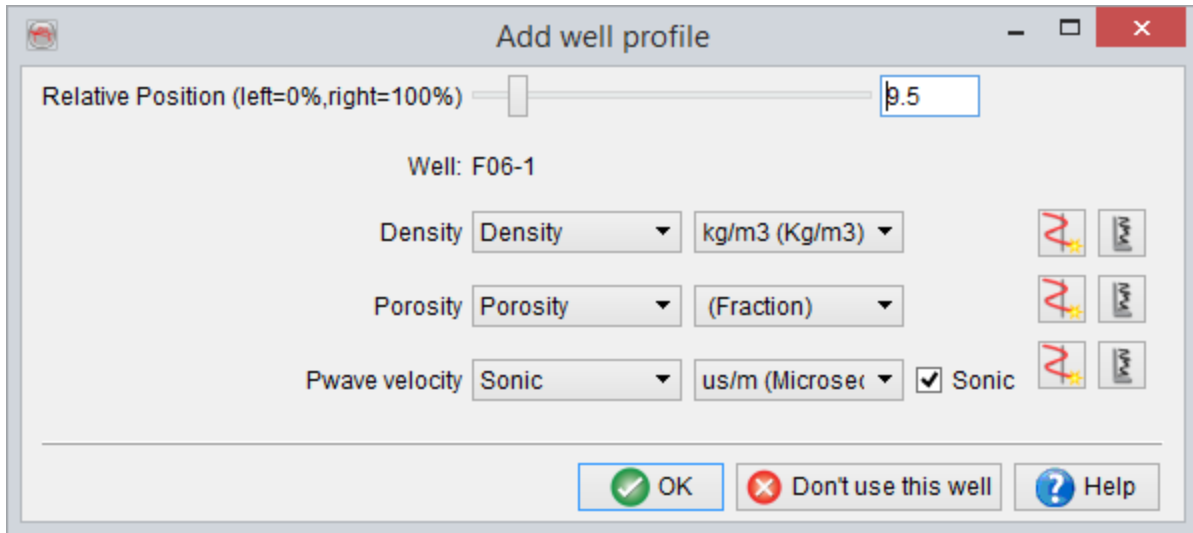 Add well profile
Relative Position (left=0%,right=100%) 9.5
Well: F06-1
Density Density kg/m3 (Kg/m3)
Porosity Porosity (Fraction)
Pwave velocity Sonic us/m (Microsec Sonic
OK Don't use this well Help